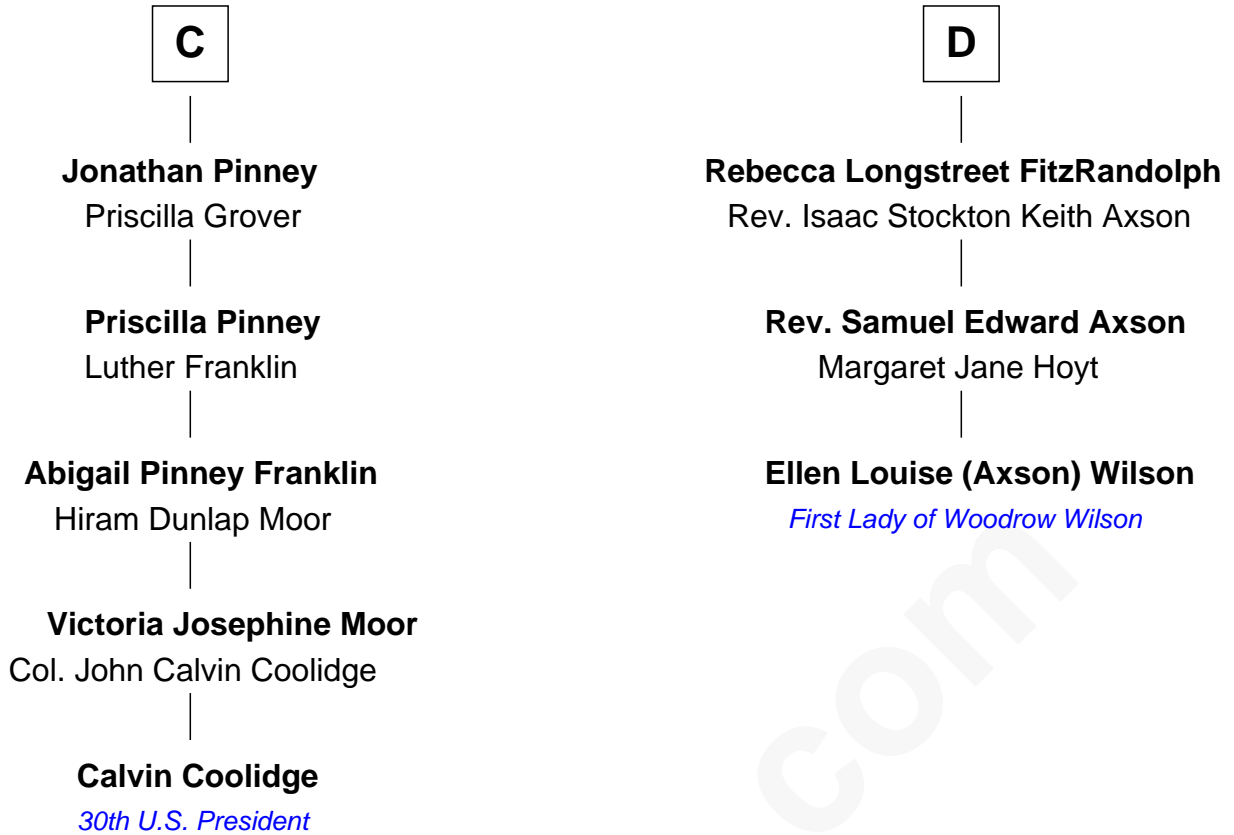 C
Jonathan Pinney
Priscilla Grover
Priscilla Pinney
Luther Franklin
Abigail Pinney Franklin
Hiram Dunlap Moor
Victoria Josephine Moor
Col. John Calvin Coolidge
Calvin Coolidge
30th U.S. President
D
Rebecca Longstreet FitzRandolph
Rev. Isaac Stockton Keith Axson
Rev. Samuel Edward Axson
Margaret Jane Hoyt
Ellen Louise (Axson) Wilson
First Lady of Woodrow Wilson
com